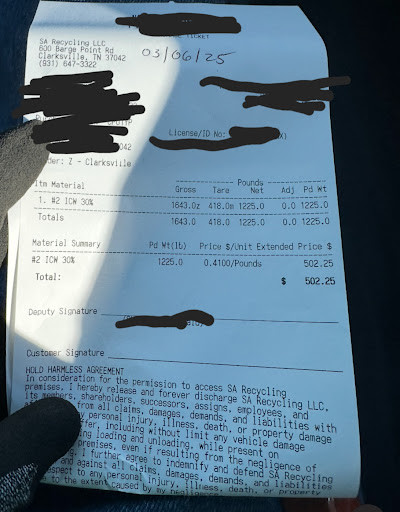 TICKET
SA Recycling LLC
600 Barge Point Rd
Clarksville, TN 37042
(931) 647-3322
03/06/25
License/ID No:
042
der: Z - Clarksville
Pounds
Itm Material Gross Tare Net Adj Pd Wt
1. #2 ICW 30% 1643.0z 418.0m 1225.0 0.0 1225.0
Totals 1643.0 418.0 1225.0 0.0 1225.0
Material Summary Pd Wt(lb) Price $/Unit Extended Price $
#2 ICW 30% 1225.0 0.4100/Pounds 502.25
Total: $ 502.25
Deputy Signature
Customer Signature
HOLD HARMLESS AGREEMENT
In consideration for the permission to access SA Recycling
premises, I hereby release and forever discharge SA Recycling LLC.
its members, shareholders, successors, assigns, employees, and
from all claims, damages, demands, and liabilities with
personal injury, illness, death, or property damage
ffer, including without limit any vehicle damage
ing loading and unloading, while present on
premises, even if resulting from the negligence of
I further agree to indemnify and defend SA Recycling
and against all claims, damages, demands, and liabilities
spect to any personal injury, illness, death, or property
to the extent caused by my negligence